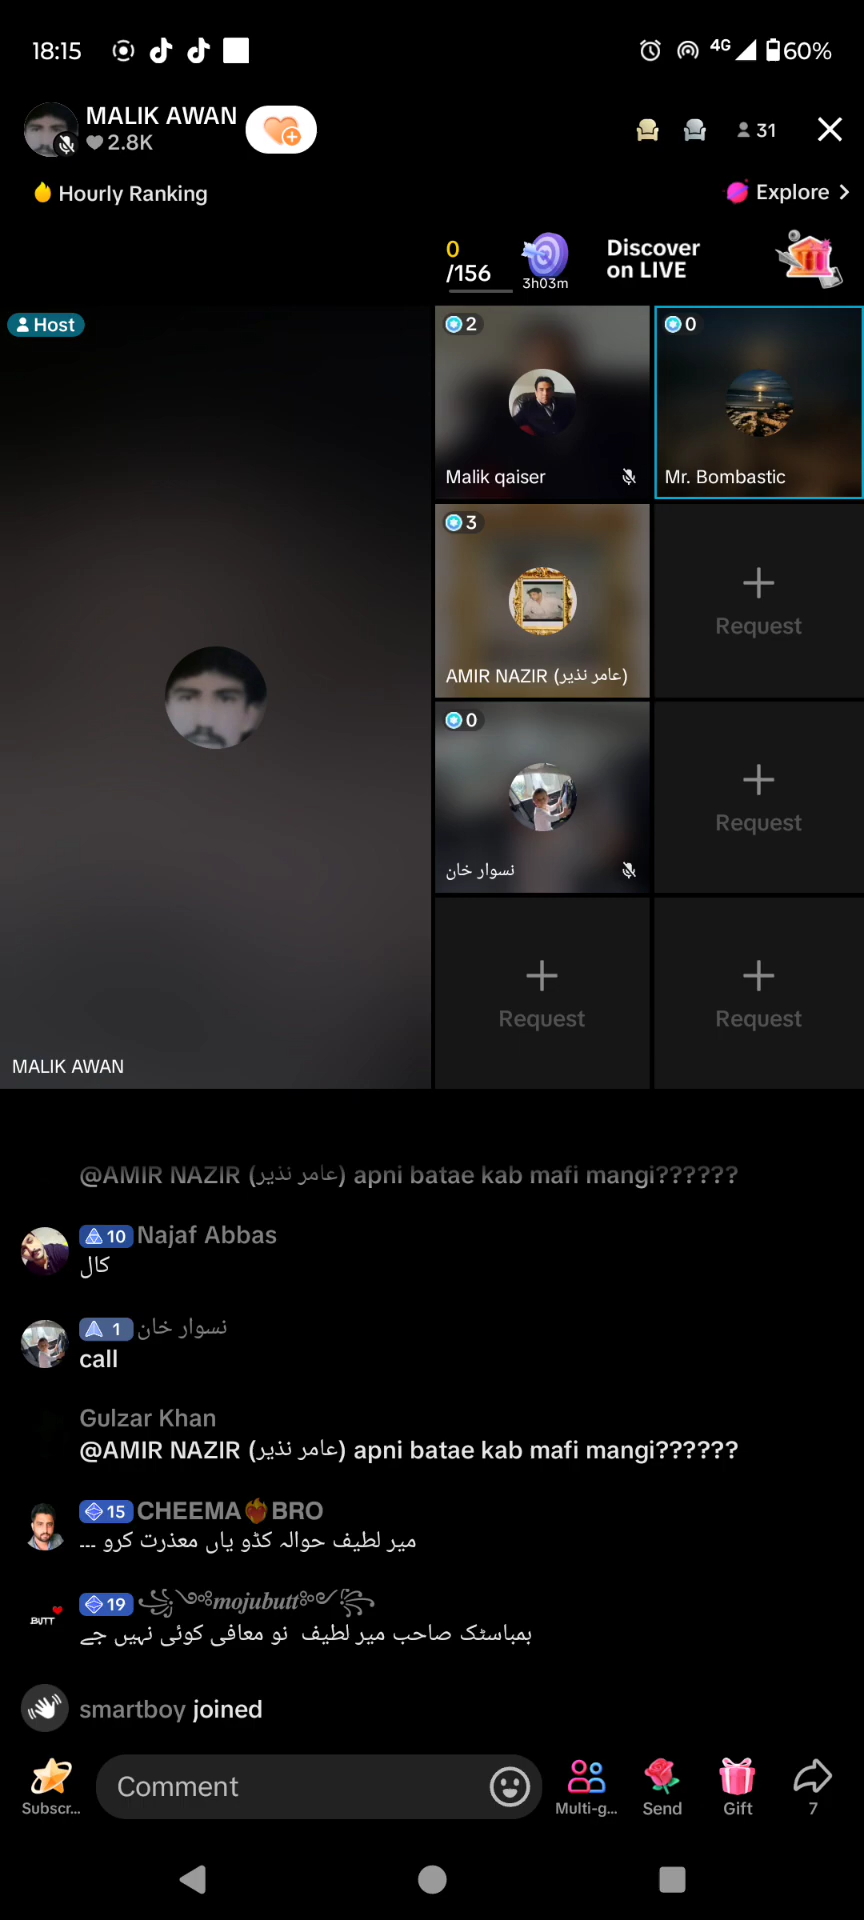 18:15
4G
60%
MALIK AWAN
2.8K
31
Hourly Ranking
Explore
0
/156
3h03m
Discover
on LIVE
Host
2
Malik qaiser
0
Mr. Bombastic
3
AMIR NAZIR (عامر نذیر)
Request
0
نسوار خان
Request
Request
Request
MALIK AWAN
@AMIR NAZIR (عامر نذیر) apni batae kab mafi mangi??????
10 Najaf Abbas
کال
1 نسوار خان
call
Gulzar Khan
@AMIR NAZIR (عامر نذیر) apni batae kab mafi mangi??????
15 CHEEMA❤️‍🔥BRO
میر لطیف حوالہ کڈو یاں معذرت کرو ...
BUTT
19 ꧁༺mojubutt༻꧂
بمباسٹک صاحب میر لطیف نو معافی کوئی نہیں جے
smartboy joined
Subscr...
Comment
Multi-g...
Send
Gift
7